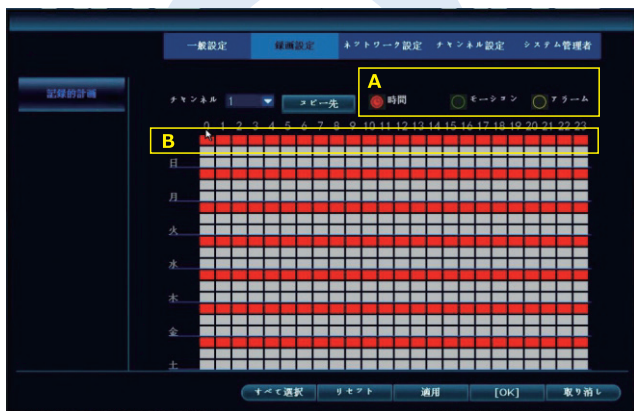 一般設定 録画設定 ネットワーク設定 チャンネル設定 システム管理者
記録的計画
A
チャンネル 1 コピー先 時間 モーション アラーム
0 1 2 3 4 5 6 7 8 9 10 11 12 13 14 15 16 17 18 19 20 21 22 23
B
日
月
火
水
木
金
土
すべて選択 リセット 適用 [OK] 取り消し